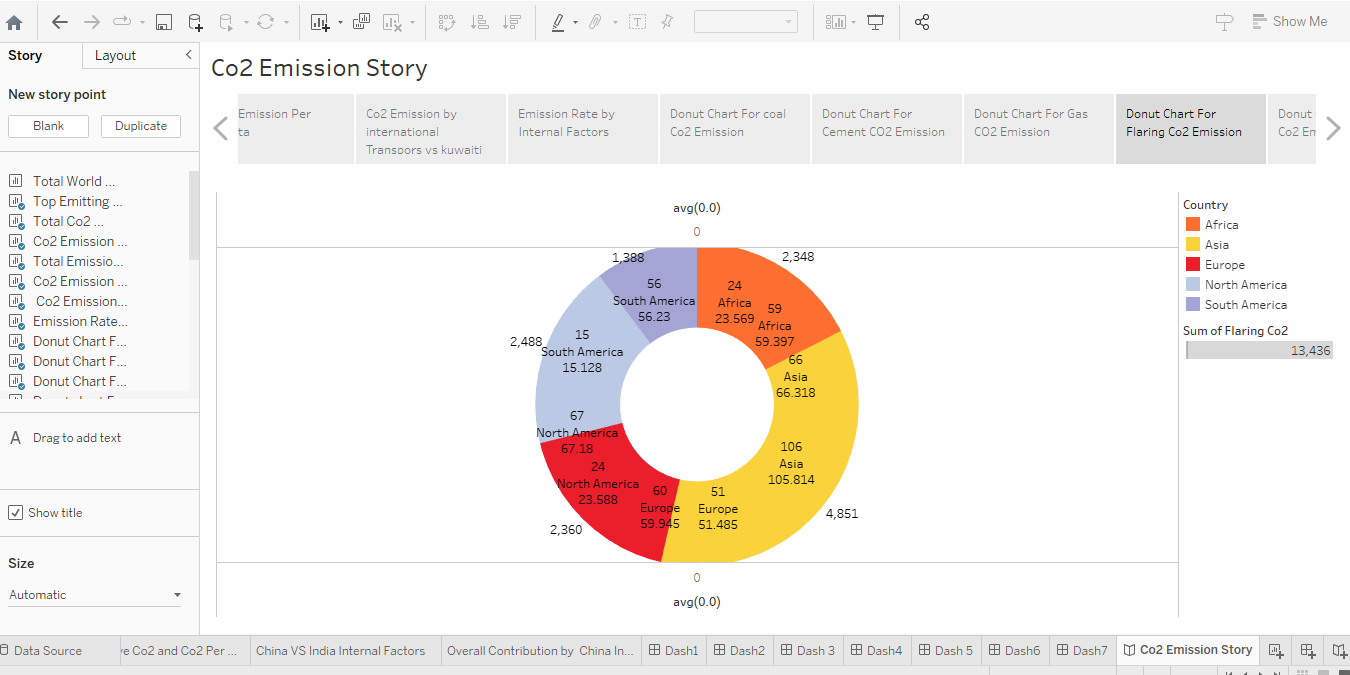 Show Me
Story
Layout
Co2 Emission Story
New story point
Blank
Duplicate
Emission Per
ta
Co2 Emission by
international
Transpors vs kuwaiti
Emission Rate by
Internal Factors
Donut Chart For coal
Co2 Emission
Donut Chart For
Cement CO2 Emission
Donut Chart For Gas
CO2 Emission
Donut Chart For
Flaring Co2 Emission
Donut
Co2 Em
Total World ...
Top Emitting ...
Total Co2 ...
Co2 Emission ...
Total Emissio...
Co2 Emission ...
Co2 Emission...
Emission Rate...
Donut Chart F...
Donut Chart F...
Donut Chart F...
A Drag to add text
Show title
Size
Automatic
avg(0.0)
0
1,388
2,348
56
South America
56.23
24
Africa
23.569
59
Africa
59.397
2,488
15
South America
15.128
66
Asia
66.318
67
North America
67.18
106
Asia
105.814
24
North America
23.588
60
Europe
59.945
51
Europe
51.485
2,360
4,851
0
avg(0.0)
Country
Africa
Asia
Europe
North America
South America
Sum of Flaring Co2
13,436
Data Source
e Co2 and Co2 Per ...
China VS India Internal Factors
Overall Contribution by China In...
Dash1
Dash2
Dash 3
Dash4
Dash 5
Dash6
Dash7
Co2 Emission Story